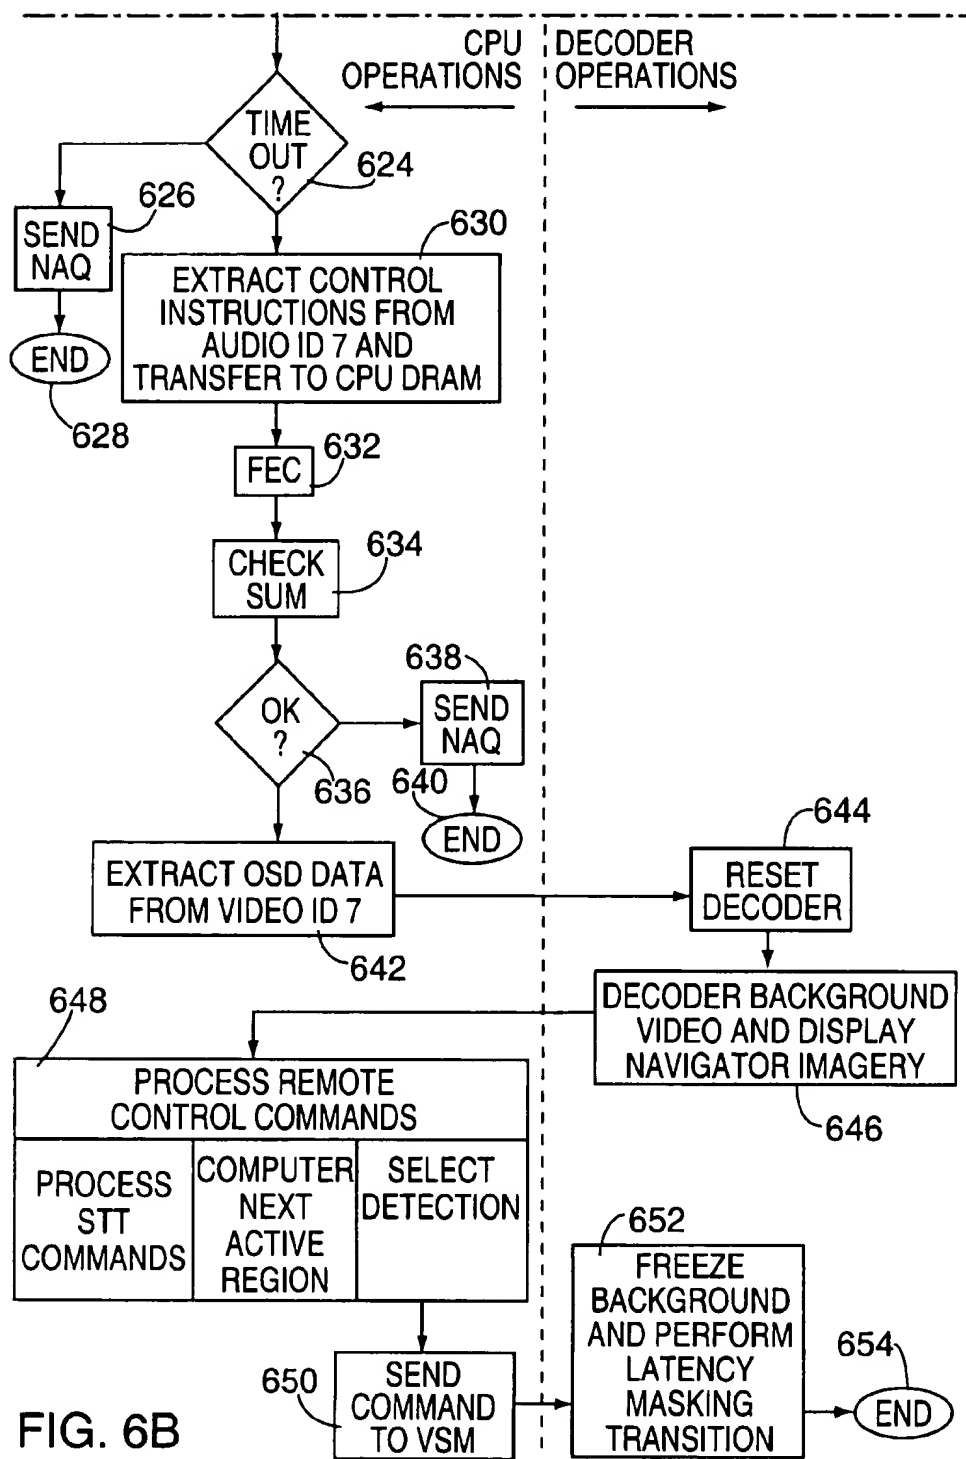 CPU
OPERATIONS
DECODER
OPERATIONS
TIME
OUT
?
624
626
SEND
NAQ
END
628
630
EXTRACT CONTROL
INSTRUCTIONS FROM
AUDIO ID 7 AND
TRANSFER TO CPU DRAM
632
FEC
634
CHECK
SUM
OK
?
636
638
SEND
NAQ
640
END
EXTRACT OSD DATA
FROM VIDEO ID 7
642
644
RESET
DECODER
DECODER BACKGROUND
VIDEO AND DISPLAY
NAVIGATOR IMAGERY
646
648
PROCESS REMOTE
CONTROL COMMANDS
PROCESS
STT
COMMANDS
COMPUTER
NEXT
ACTIVE
REGION
SELECT
DETECTION
650
SEND
COMMAND
TO VSM
652
FREEZE
BACKGROUND
AND PERFORM
LATENCY
MASKING
TRANSITION
654
END
FIG. 6B